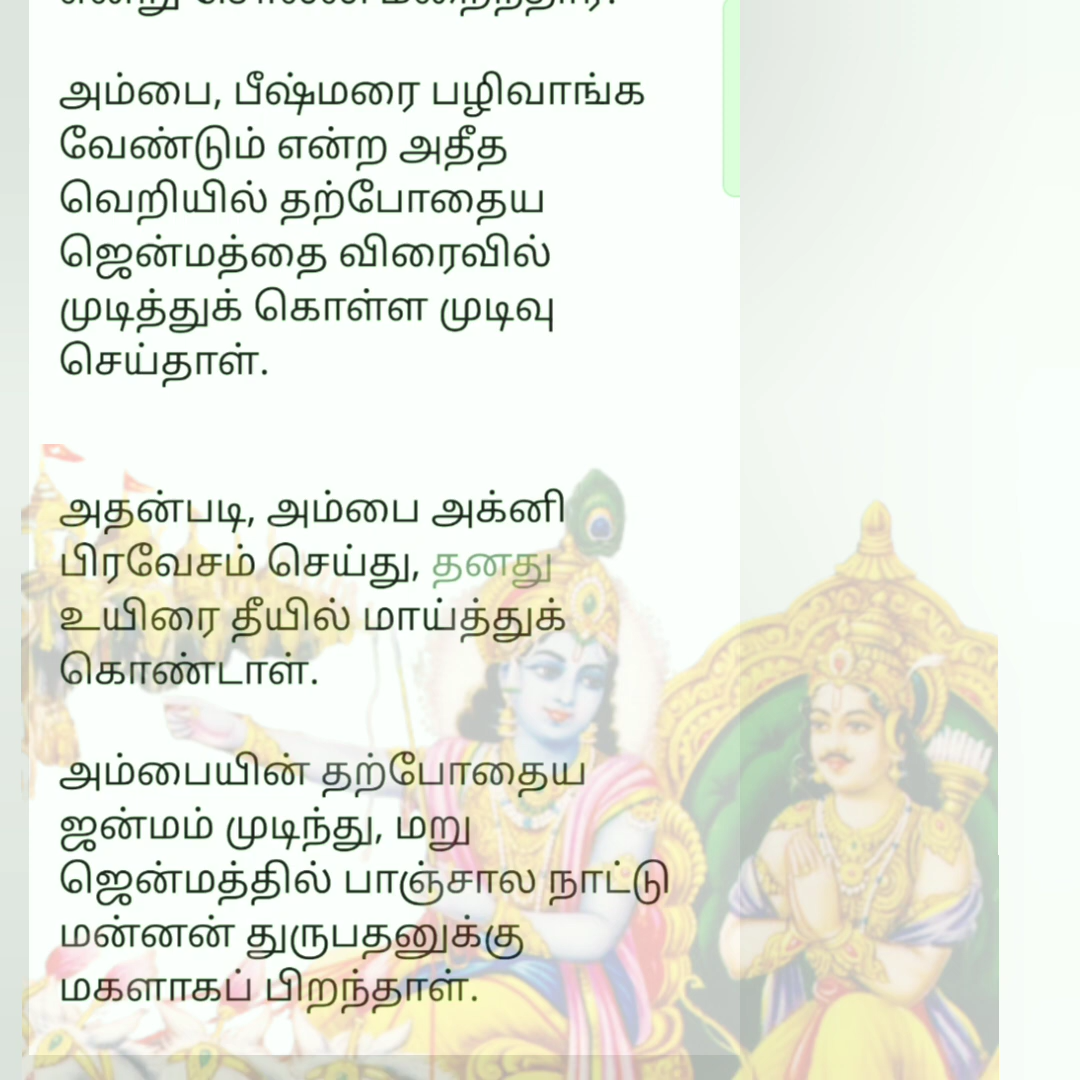 அம்பை, பீஷ்மரை பழிவாங்க
வேண்டும் என்ற அதீத
வெறியில் தற்போதைய
ஜென்மத்தை விரைவில்
முடித்துக் கொள்ள முடிவு
செய்தாள்.
அதன்படி, அம்பை அக்னி
பிரவேசம் செய்து, தனது
உயிரை தீயில் மாய்த்துக்
கொண்டாள்.
அம்பையின் தற்போதைய
ஜன்மம் முடிந்து, மறு
ஜென்மத்தில் பாஞ்சால நாட்டு
மன்னன் துருபதனுக்கு
மகளாகப் பிறந்தாள்.